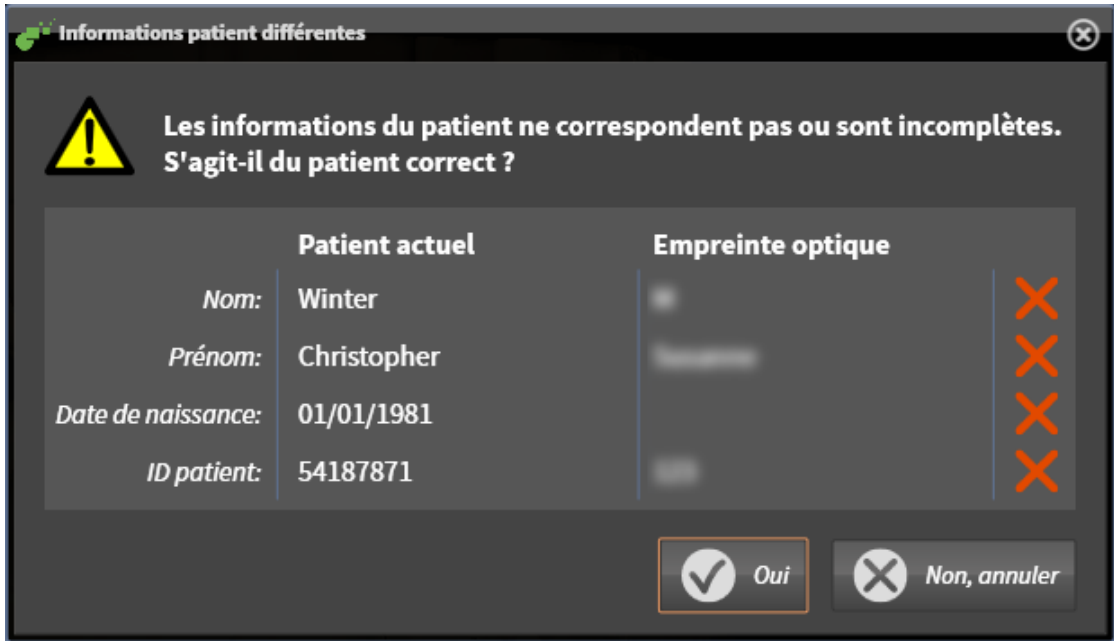 Informations patient différentes
Les informations du patient ne correspondent pas ou sont incomplètes.
S'agit-il du patient correct ?
Patient actuel Empreinte optique
Nom: Winter
Prénom: Christopher
Date de naissance: 01/01/1981
ID patient: 54187871
Oui Non, annuler